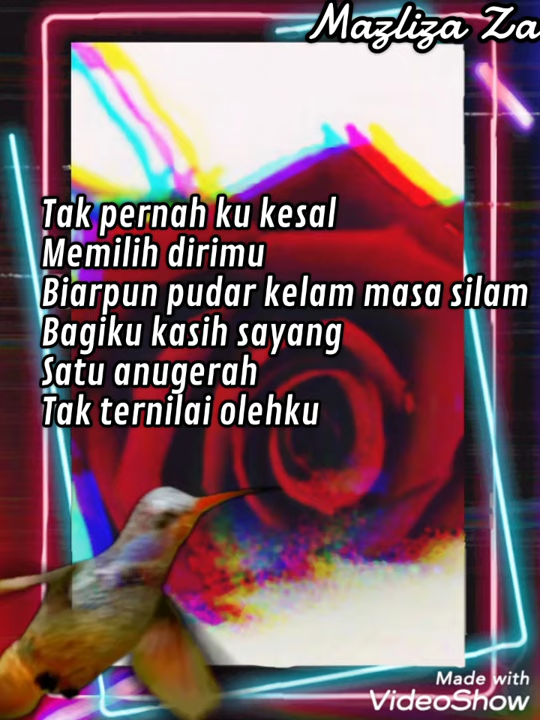 Mazliza Za
Tak pernah ku kesal
Memilih dirimu
Biarpun pudar kelam masa silam
Bagiku kasih sayang
Satu anugerah
Tak ternilai olehku
Made with
VideoShow